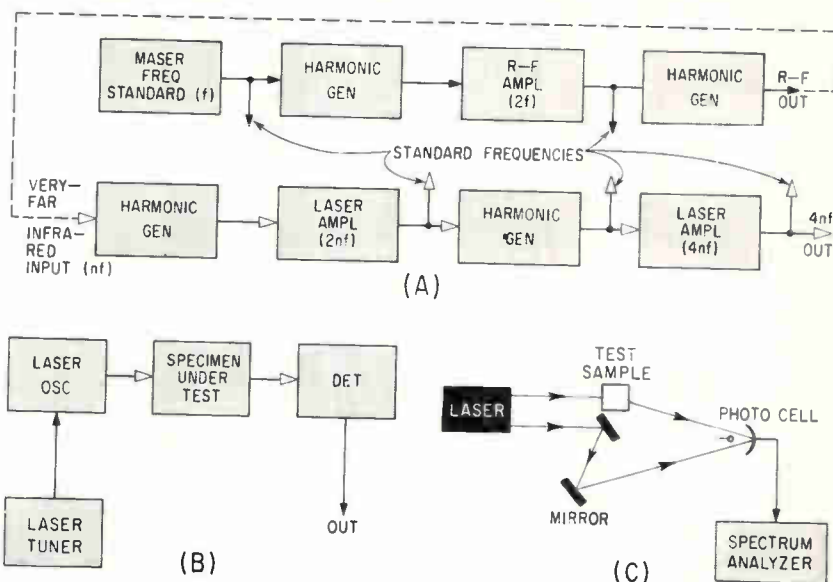 MASER
FREQ
STANDARD (f)
HARMONIC
GEN
R-F
AMPL
(2f)
HARMONIC
GEN
R-F
OUT
STANDARD FREQUENCIES
VERY-
FAR
INFRA-
RED
INPUT (nf)
HARMONIC
GEN
LASER
AMPL
(2nf)
HARMONIC
GEN
LASER
AMPL
(4nf)
4nf
OUT
(A)
LASER
OSC
SPECIMEN
UNDER
TEST
DET
OUT
LASER
TUNER
(B)
TEST
SAMPLE
LASER
PHOTO CELL
MIRROR
SPECTRUM
ANALYZER
(C)